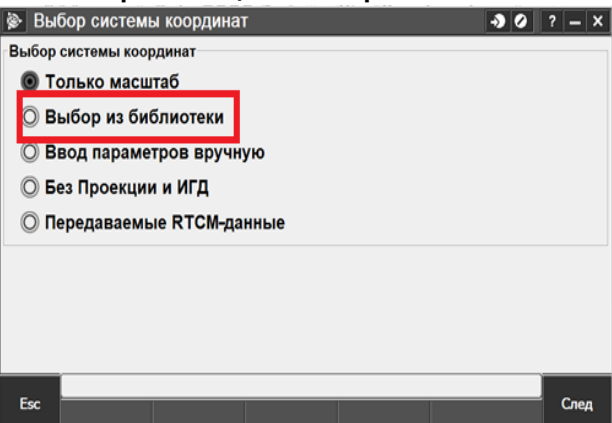 Выбор системы координат
? – x
Выбор системы координат
Только масштаб
Выбор из библиотеки
Ввод параметров вручную
Без Проекции и ИГД
Передаваемые RTCM-данные
Esc
След